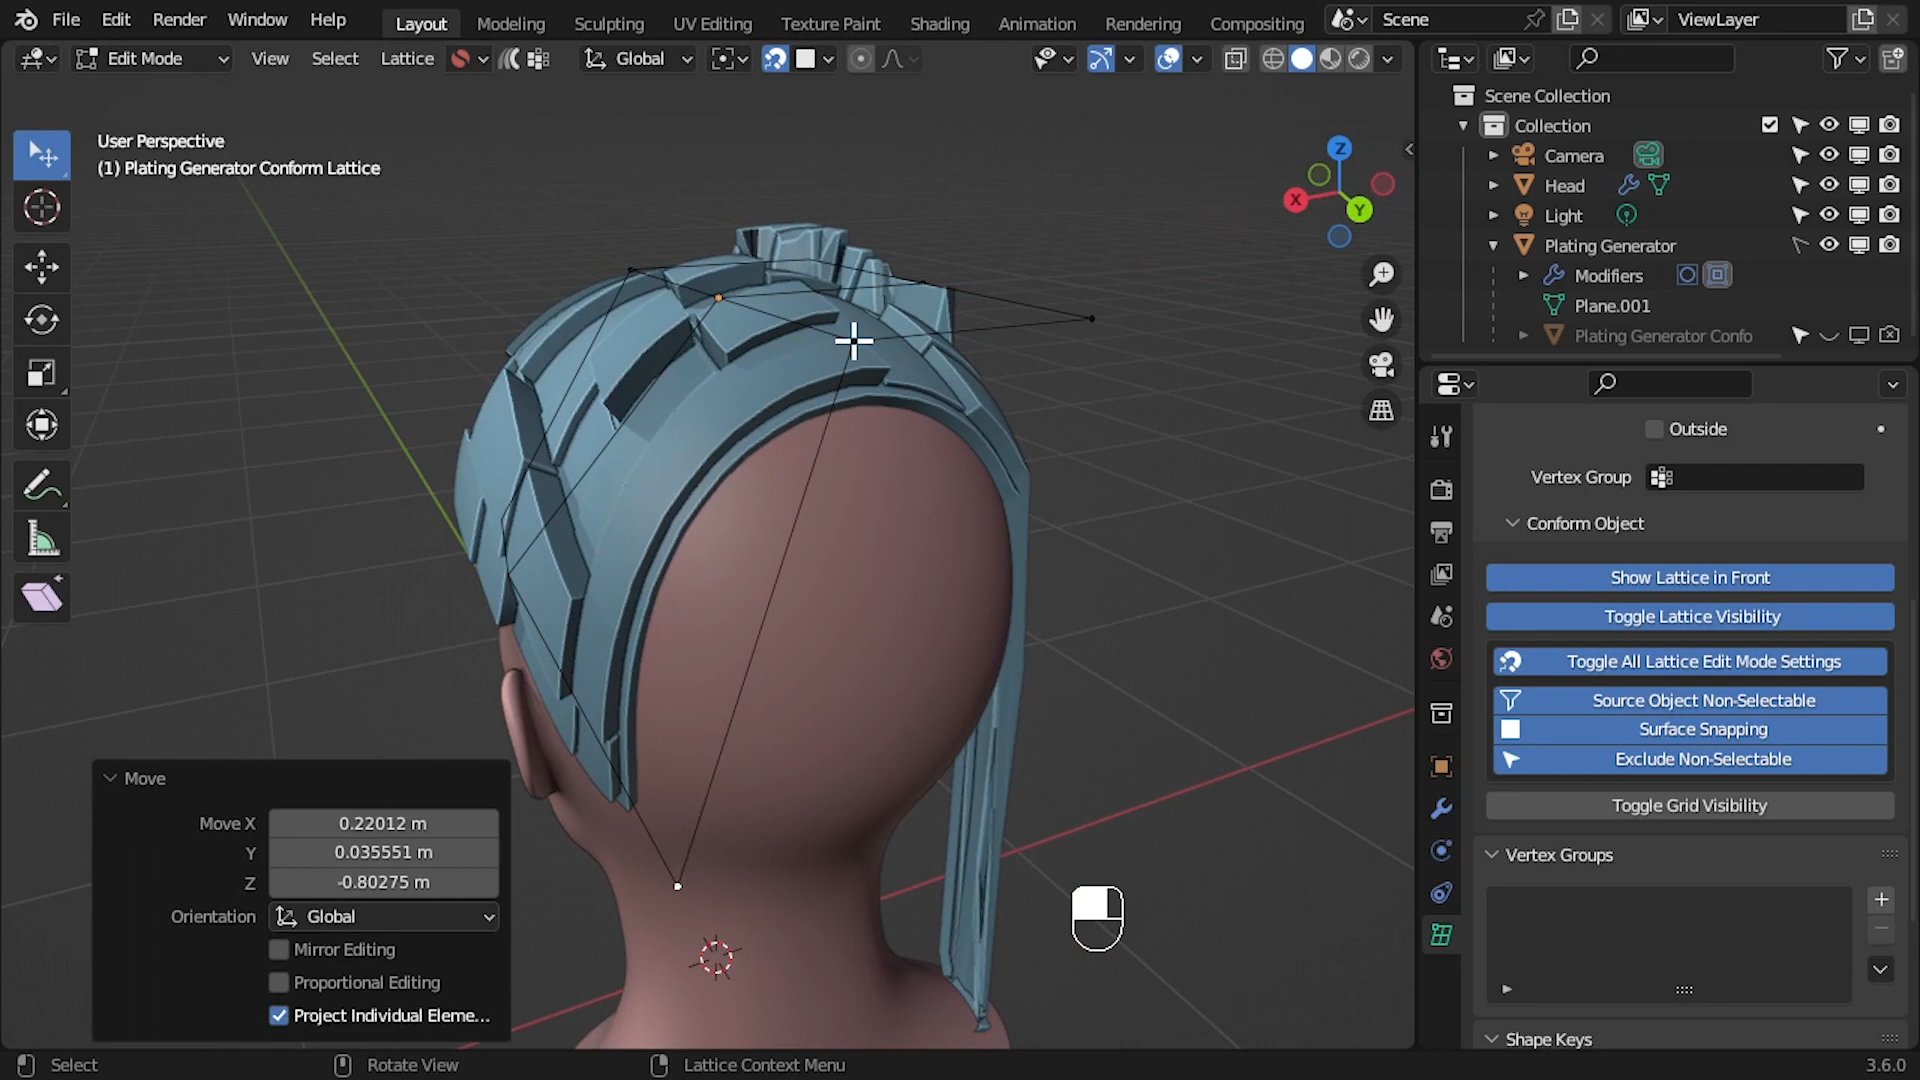 File Edit Render Window Help Layout Modeling Sculpting UV Editing Texture Paint Shading Animation Rendering Compositing Scene ViewLayer
Edit Mode View Select Lattice Global
User Perspective
(1) Plating Generator Conform Lattice
Z
X
Y
Scene Collection
Collection
Camera
Head
Light
Plating Generator
Modifiers
Plane.001
Plating Generator Confo
Outside
Vertex Group
Conform Object
Show Lattice in Front
Toggle Lattice Visibility
Toggle All Lattice Edit Mode Settings
Source Object Non-Selectable
Surface Snapping
Exclude Non-Selectable
Toggle Grid Visibility
Vertex Groups
Shape Keys
Move
Move X 0.22012 m
Y 0.035551 m
Z -0.80275 m
Orientation Global
Mirror Editing
Proportional Editing
Project Individual Eleme...
Select Rotate View Lattice Context Menu 3.6.0